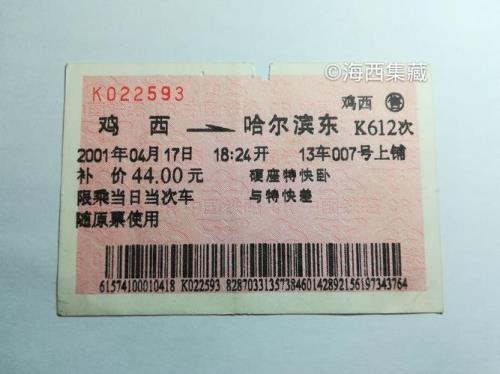 ©海西集藏
K022593
鸡西 售
鸡西 哈尔滨东 K612次
2001年04月17日 18:24开 13车007号上铺
补价44.00元 硬座特快卧
限乘当日当次车 与特快差
随原票使用
61574100010418 K022593 82870331357384601428921561973437​64